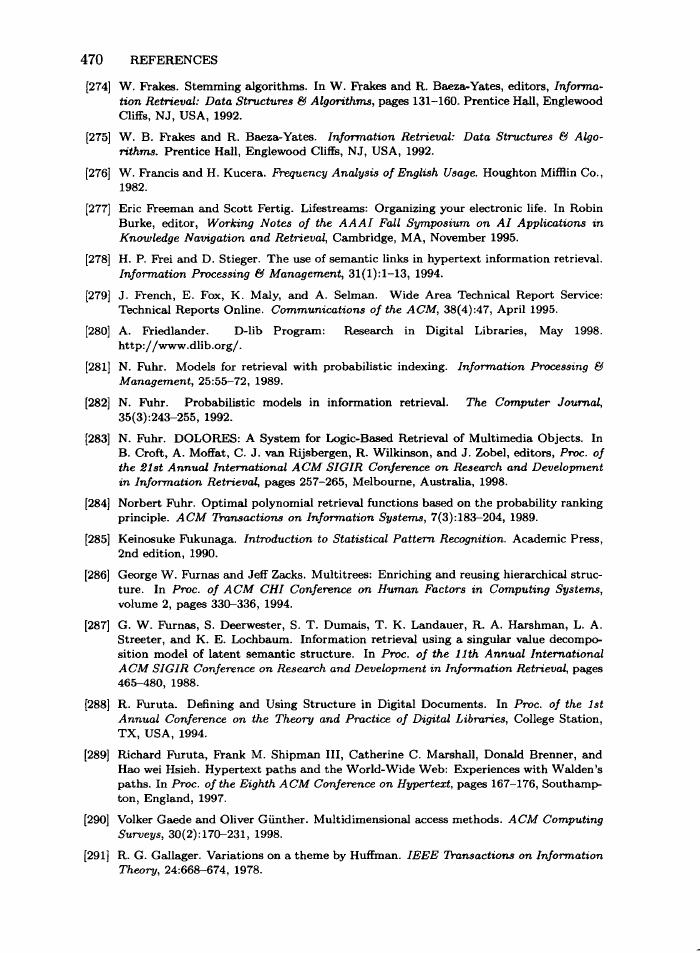 470 REFERENCES
[274] W. Frakes. Stemming algorithms. In W. Frakes and R. Baeza-Yates, editors, Informa-
tion Retrieval: Data Structures & Algorithms, pages 131–160. Prentice Hall, Englewood
Cliffs, NJ, USA, 1992.
[275] W. B. Frakes and R. Baeza-Yates. Information Retrieval: Data Structures & Algo-
rithms. Prentice Hall, Englewood Cliffs, NJ, USA, 1992.
[276] W. Francis and H. Kucera. Frequency Analysis of English Usage. Houghton Mifflin Co.,
1982.
[277] Eric Freeman and Scott Fertig. Lifestreams: Organizing your electronic life. In Robin
Burke, editor, Working Notes of the AAAI Fall Symposium on AI Applications in
Knowledge Navigation and Retrieval, Cambridge, MA, November 1995.
[278] H. P. Frei and D. Stieger. The use of semantic links in hypertext information retrieval.
Information Processing & Management, 31(1):1–13, 1994.
[279] J. French, E. Fox, K. Maly, and A. Selman. Wide Area Technical Report Service:
Technical Reports Online. Communications of the ACM, 38(4):47, April 1995.
[280] A. Friedlander. D-lib Program: Research in Digital Libraries, May 1998.
http://www.dlib.org/.
[281] N. Fuhr. Models for retrieval with probabilistic indexing. Information Processing &
Management, 25:55–72, 1989.
[282] N. Fuhr. Probabilistic models in information retrieval. The Computer Journal,
35(3):243–255, 1992.
[283] N. Fuhr. DOLORES: A System for Logic-Based Retrieval of Multimedia Objects. In
B. Croft, A. Moffat, C. J. van Rijsbergen, R. Wilkinson, and J. Zobel, editors, Proc. of
the 21st Annual International ACM SIGIR Conference on Research and Development
in Information Retrieval, pages 257–265, Melbourne, Australia, 1998.
[284] Norbert Fuhr. Optimal polynomial retrieval functions based on the probability ranking
principle. ACM Transactions on Information Systems, 7(3):183–204, 1989.
[285] Keinosuke Fukunaga. Introduction to Statistical Pattern Recognition. Academic Press,
2nd edition, 1990.
[286] George W. Furnas and Jeff Zacks. Multitrees: Enriching and reusing hierarchical struc-
ture. In Proc. of ACM CHI Conference on Human Factors in Computing Systems,
volume 2, pages 330–336, 1994.
[287] G. W. Furnas, S. Deerwester, S. T. Dumais, T. K. Landauer, R. A. Harshman, L. A.
Streeter, and K. E. Lochbaum. Information retrieval using a singular value decompo-
sition model of latent semantic structure. In Proc. of the 11th Annual International
ACM SIGIR Conference on Research and Development in Information Retrieval, pages
465–480, 1988.
[288] R. Furuta. Defining and Using Structure in Digital Documents. In Proc. of the 1st
Annual Conference on the Theory and Practice of Digital Libraries, College Station,
TX, USA, 1994.
[289] Richard Furuta, Frank M. Shipman III, Catherine C. Marshall, Donald Brenner, and
Hao wei Hsieh. Hypertext paths and the World-Wide Web: Experiences with Walden's
paths. In Proc. of the Eighth ACM Conference on Hypertext, pages 167–176, Southamp-
ton, England, 1997.
[290] Volker Gaede and Oliver Günther. Multidimensional access methods. ACM Computing
Surveys, 30(2):170–231, 1998.
[291] R. G. Gallager. Variations on a theme by Huffman. IEEE Transactions on Information
Theory, 24:668–674, 1978.